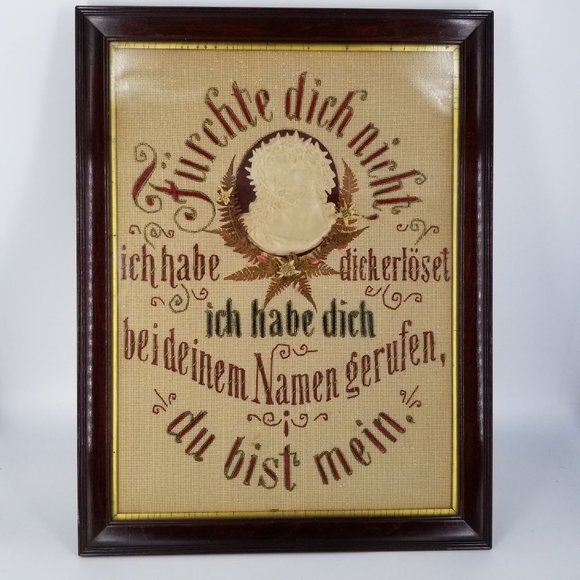 Fürchte dich nicht,
ich habe dich erlöset
ich habe dich
bei deinem Namen gerufen,
du bist mein.